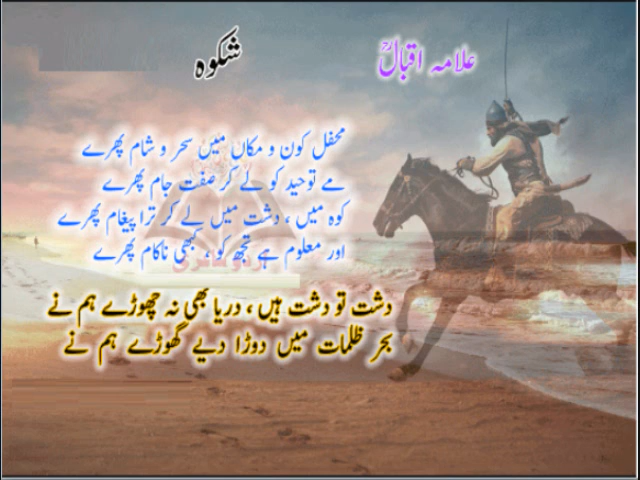 علامہ اقبالؒ
شکوہ
محفل کون و مکاں میں سحر و شام پھرے
مے توحید کو لے کر صفت جام پھرے
کوہ میں ، دشت میں لے کر ترا پیغام پھرے
اور معلوم ہے تجھ کو ، کبھی ناکام پھرے
دشت تو دشت ہیں ، دریا بھی نہ چھوڑے ہم نے
بحر ظلمات میں دوڑا دیے گھوڑے ہم نے